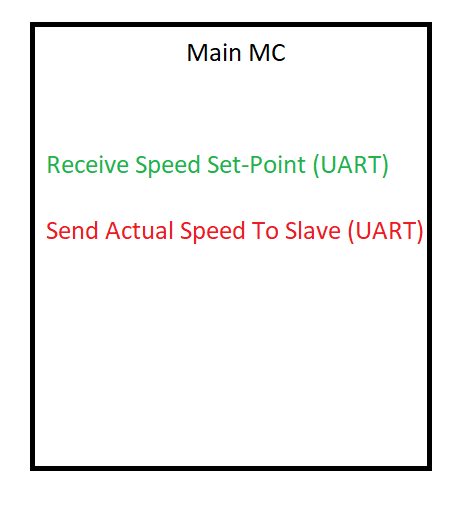 Main MC
Receive Speed Set-Point (UART)
Send Actual Speed To Slave (UART)